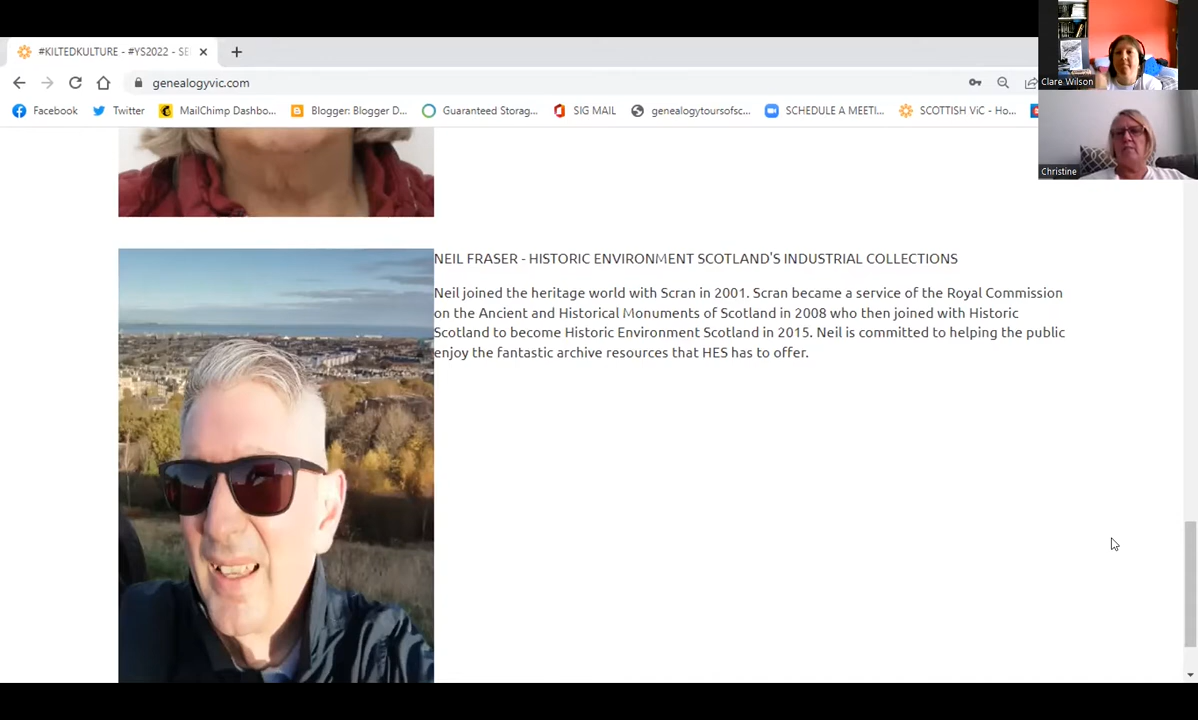 #KILTEDKULTURE - #YS2022 - SE
genealogyvic.com
Facebook
Twitter
MailChimp Dashbo...
Blogger: Blogger D...
Guaranteed Storag...
SIG MAIL
genealogytoursofsc...
SCHEDULE A MEETI...
SCOTTISH ViC - Ho...
Clare Wilson
Christine
NEIL FRASER - HISTORIC ENVIRONMENT SCOTLAND'S INDUSTRIAL COLLECTIONS
Neil joined the heritage world with Scran in 2001. Scran became a service of the Royal Commission
on the Ancient and Historical Monuments of Scotland in 2008 who then joined with Historic
Scotland to become Historic Environment Scotland in 2015. Neil is committed to helping the public
enjoy the fantastic archive resources that HES has to offer.